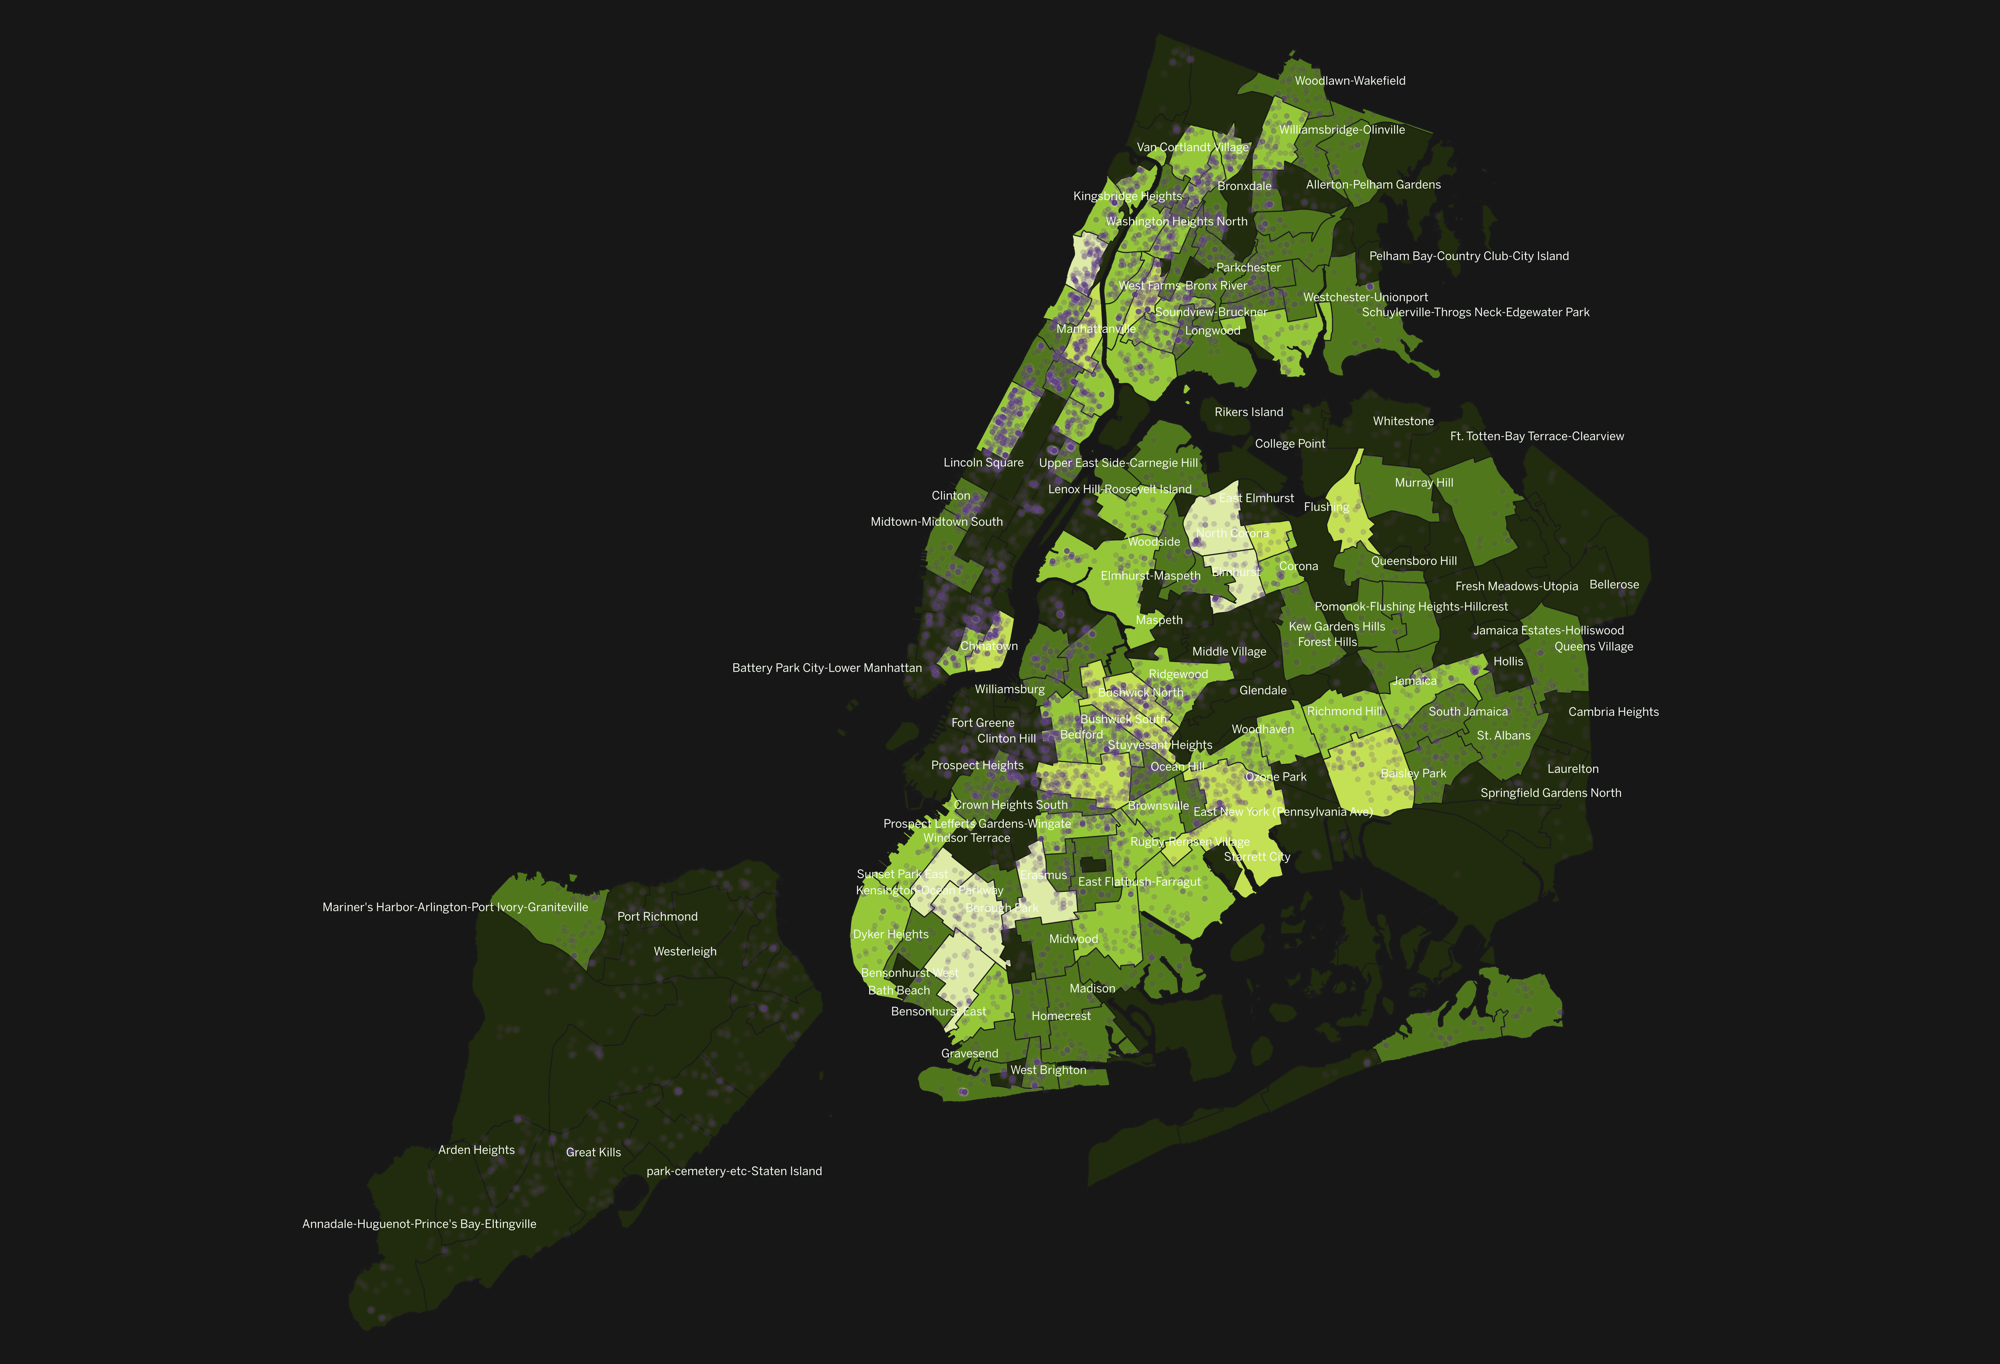 Woodlawn-Wakefield
Williamsbridge-Olinville
Van Cortlandt Village
Allerton-Pelham Gardens
Bronxdale
Kingsbridge Heights
Washington Heights North
Pelham Bay-Country Club-City Island
Parkchester
West Farms-Bronx River
Westchester-Unionport
Soundview-Bruckner
Schuylerville-Throgs Neck-Edgewater Park
Manhattanville
Longwood
Rikers Island
Whitestone
College Point
Ft. Totten-Bay Terrace-Clearview
Lincoln Square
Upper East Side-Carnegie Hill
Murray Hill
Lenox Hill-Roosevelt Island
Clinton
East Elmhurst
Flushing
Midtown-Midtown South
North Corona
Woodside
Queensboro Hill
Corona
Elmhurst
Elmhurst-Maspeth
Fresh Meadows-Utopia
Bellerose
Pomonok-Flushing Heights-Hillcrest
Maspeth
Kew Gardens Hills
Jamaica Estates-Holliswood
Forest Hills
Chinatown
Queens Village
Middle Village
Hollis
Battery Park City-Lower Manhattan
Ridgewood
Jamaica
Williamsburg
Glendale
Bushwick North
Richmond Hill
South Jamaica
Cambria Heights
Bushwick South
Fort Greene
Woodhaven
Bedford
St. Albans
Clinton Hill
Stuyvesant Heights
Prospect Heights
Ocean Hill
Laurelton
Baisley Park
Ozone Park
Springfield Gardens North
Crown Heights South
Brownsville
East New York (Pennsylvania Ave)
Prospect Lefferts Gardens-Wingate
Windsor Terrace
Rugby-Remsen Village
Starrett City
Sunset Park East
Erasmus
East Flatbush-Farragut
Kensington-Ocean Parkway
Mariner's Harbor-Arlington-Port Ivory-Graniteville
Borough Park
Port Richmond
Dyker Heights
Midwood
Westerleigh
Bensonhurst West
Bath Beach
Madison
Bensonhurst East
Homecrest
Gravesend
West Brighton
Arden Heights
Great Kills
park-cemetery-etc-Staten Island
Annadale-Huguenot-Prince's Bay-Eltingville